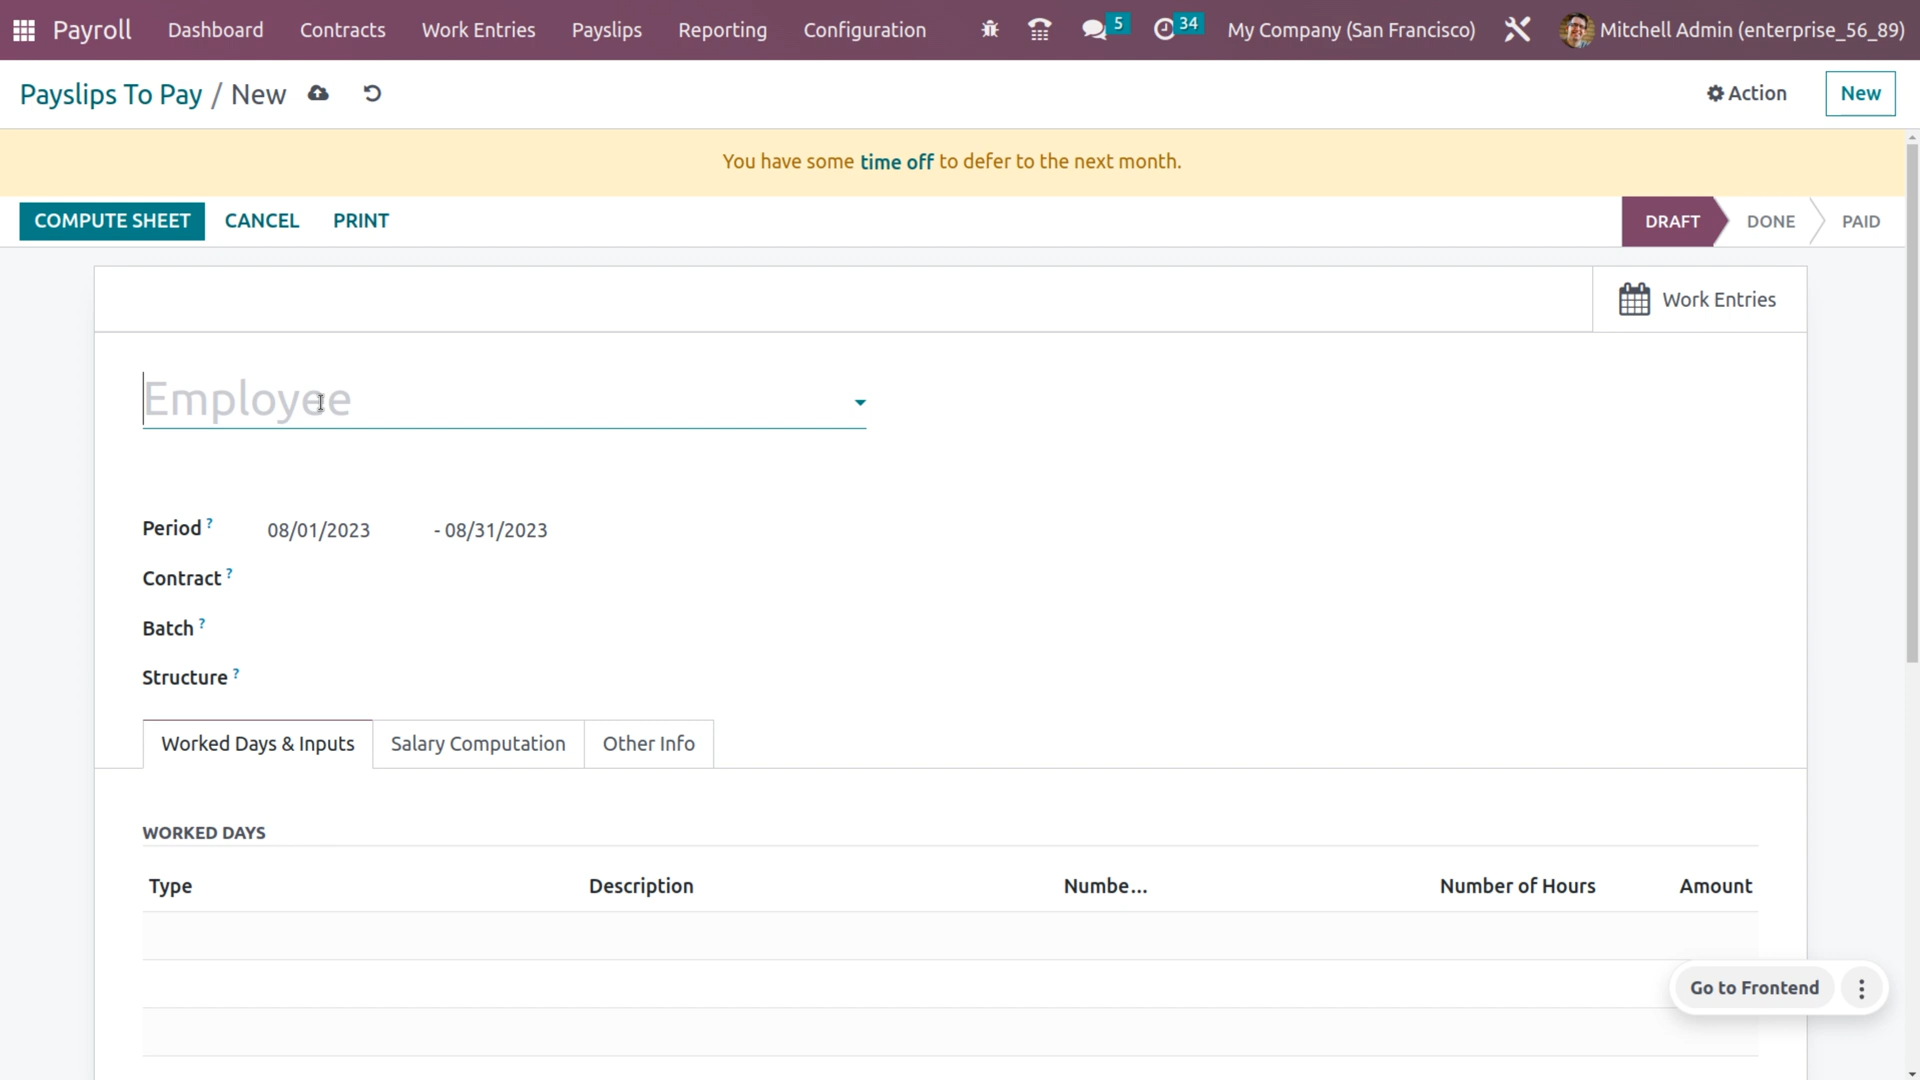 Payroll Dashboard Contracts Work Entries Payslips Reporting Configuration 5 34 My Company (San Francisco) Mitchell Admin (enterprise_56_89)
Payslips To Pay / New Action New
You have some time off to defer to the next month.
COMPUTE SHEET CANCEL PRINT DRAFT DONE PAID
Work Entries
Employee
Period ? 08/01/2023 - 08/31/2023
Contract ?
Batch ?
Structure ?
Worked Days & Inputs Salary Computation Other Info
WORKED DAYS
Type Description Numbe... Number of Hours Amount
Go to Frontend